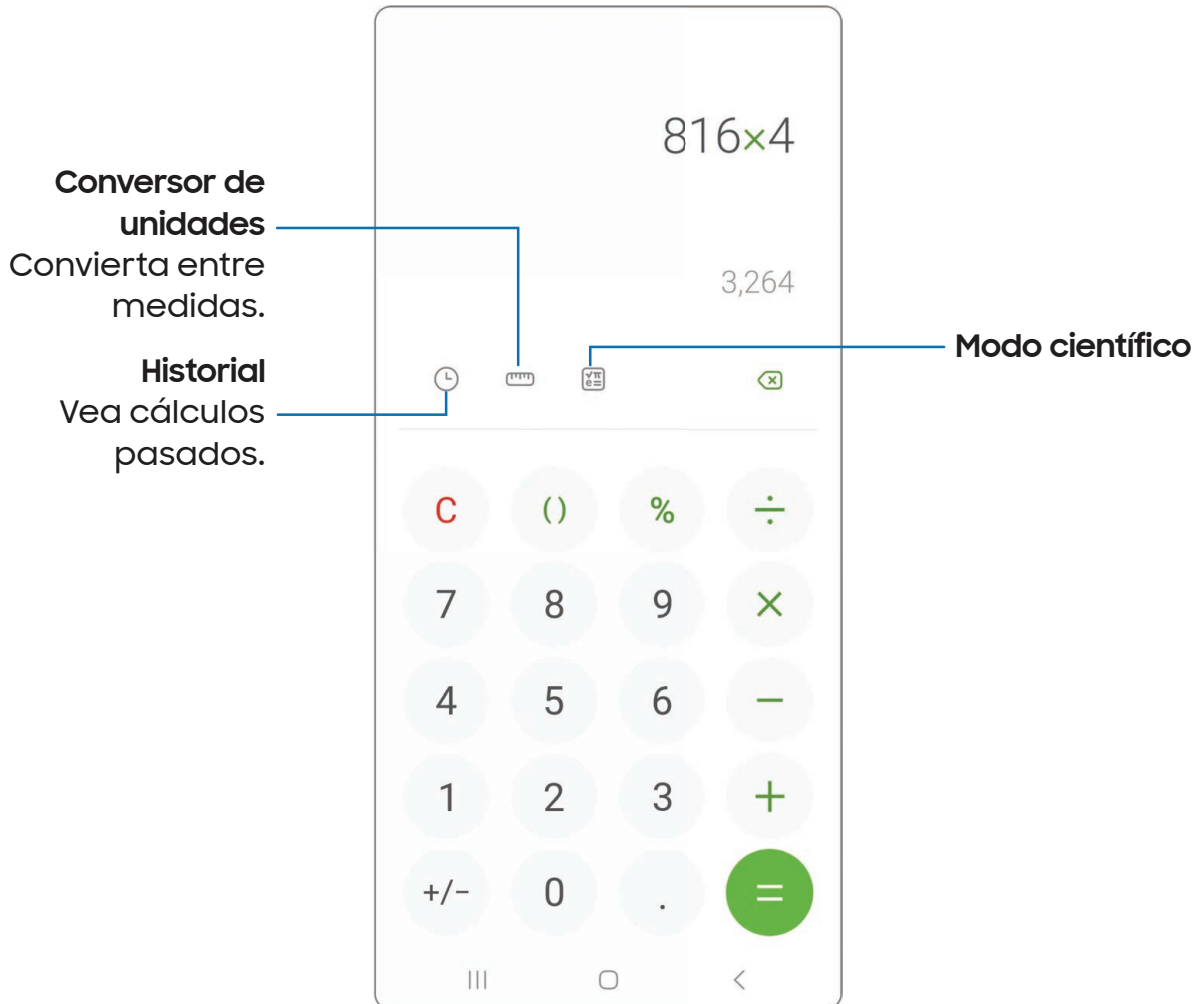 816×4
Conversor de
unidades
Convierta entre
medidas.
3,264
Historial
Vea cálculos
pasados.
Modo científico
√π
e=
C () % ÷
7 8 9 ×
4 5 6 −
1 2 3 +
+/− 0 . =